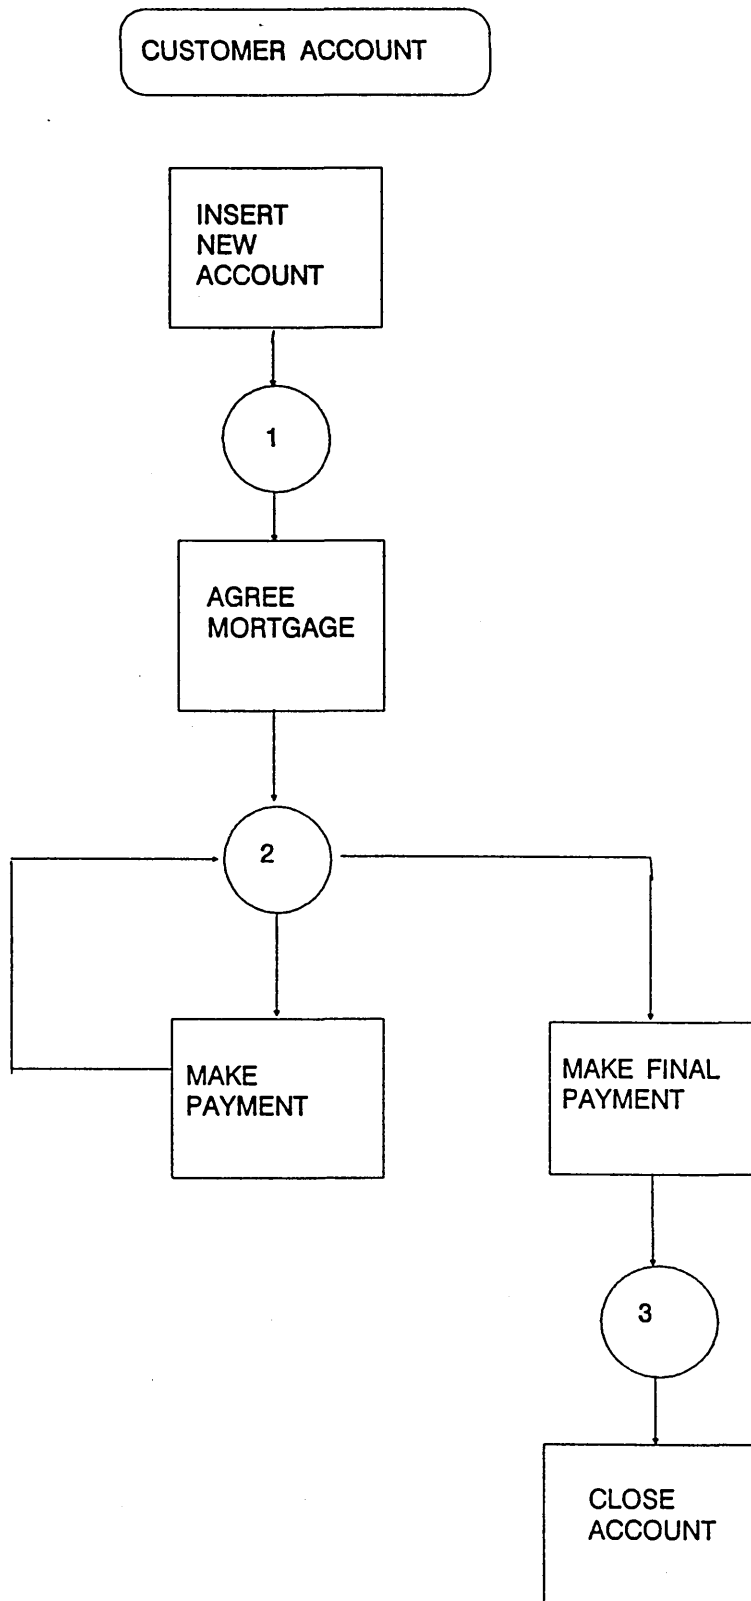 CUSTOMER ACCOUNT
INSERT
NEW
ACCOUNT
1
AGREE
MORTGAGE
2
MAKE
PAYMENT
MAKE FINAL
PAYMENT
3
CLOSE
ACCOUNT